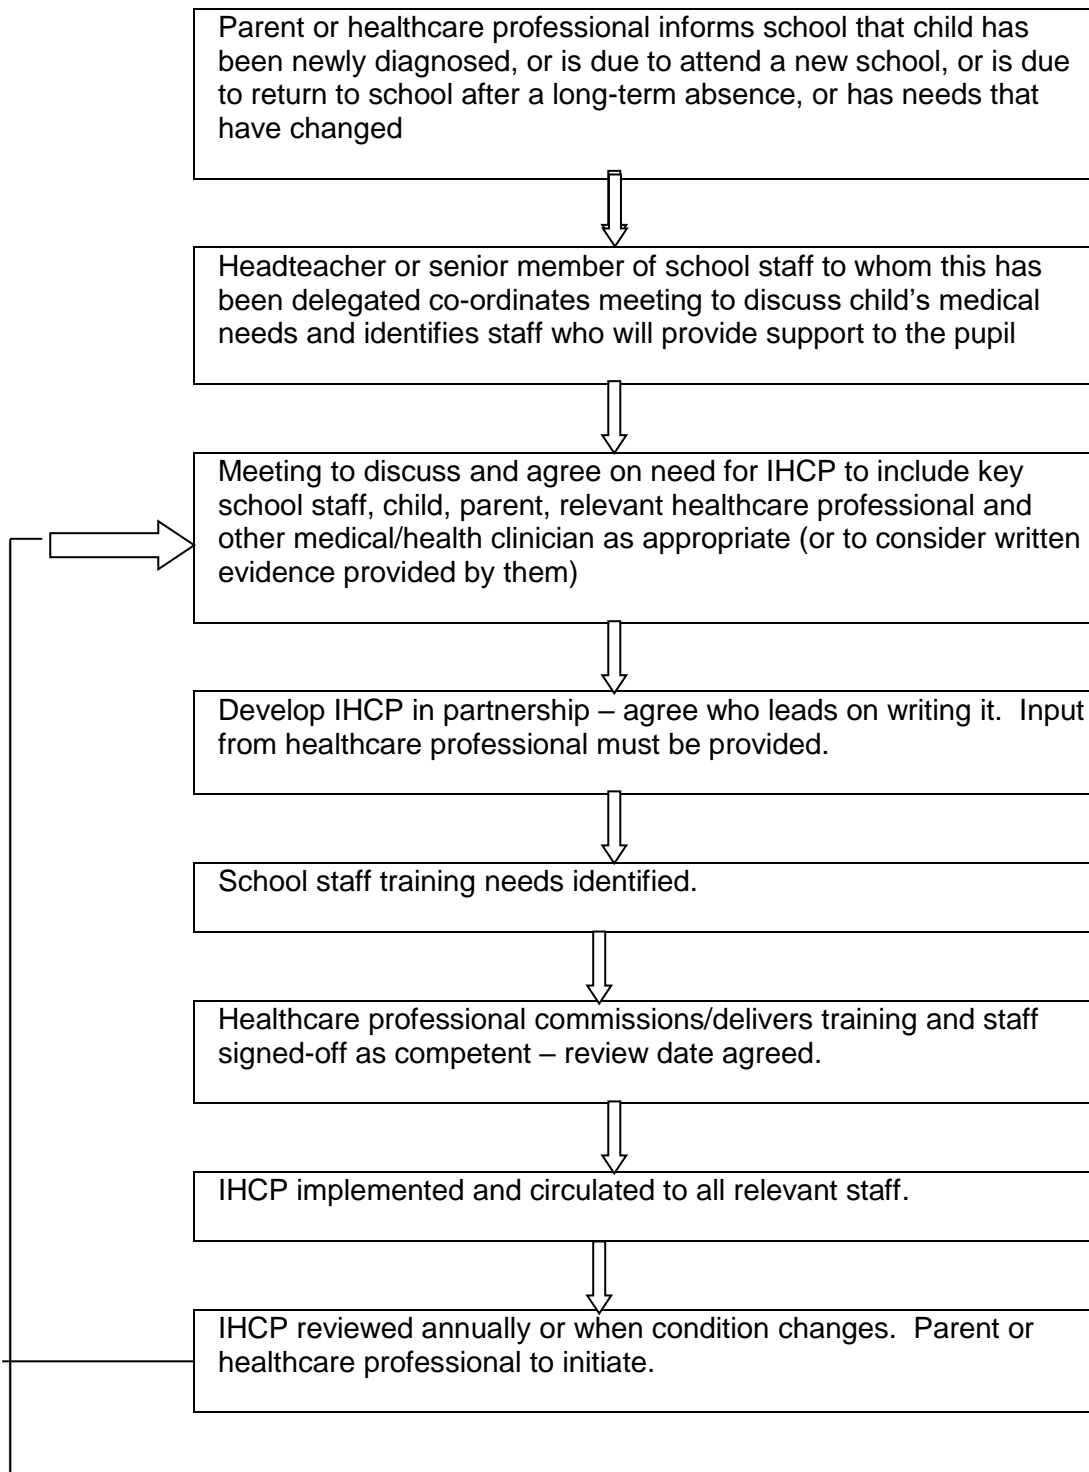 Parent or healthcare professional informs school that child has
been newly diagnosed, or is due to attend a new school, or is due
to return to school after a long-term absence, or has needs that
have changed
Headteacher or senior member of school staff to whom this has
been delegated co-ordinates meeting to discuss child's medical
needs and identifies staff who will provide support to the pupil
Meeting to discuss and agree on need for IHCP to include key
school staff, child, parent, relevant healthcare professional and
other medical/health clinician as appropriate (or to consider written
evidence provided by them)
Develop IHCP in partnership – agree who leads on writing it.  Input
from healthcare professional must be provided.
School staff training needs identified.
Healthcare professional commissions/delivers training and staff
signed-off as competent – review date agreed.
IHCP implemented and circulated to all relevant staff.
IHCP reviewed annually or when condition changes.  Parent or
healthcare professional to initiate.